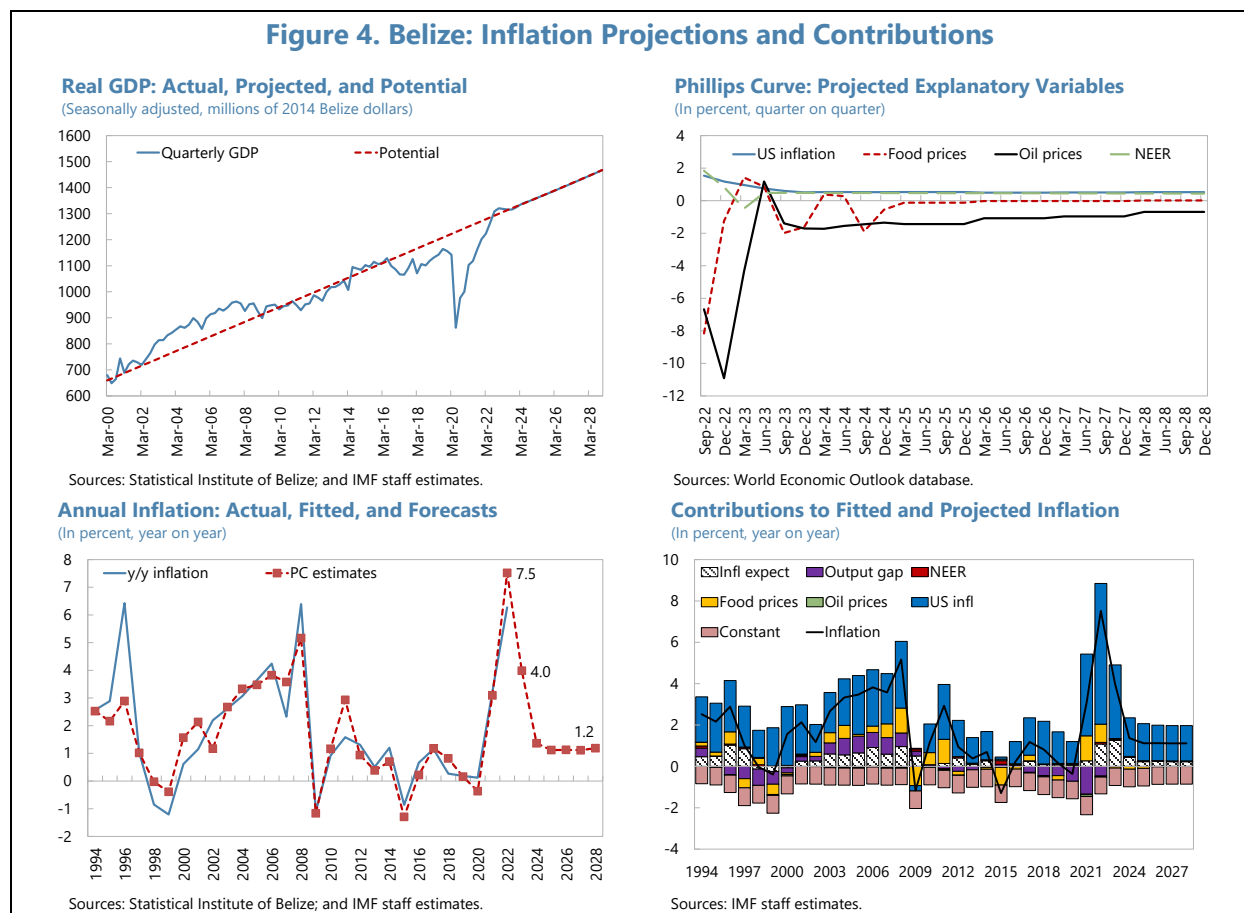 Figure 4. Belize: Inflation Projections and Contributions
Real GDP: Actual, Projected, and Potential
(Seasonally adjusted, millions of 2014 Belize dollars)
1600
1500
1400
1300
1200
1100
1000
900
800
700
600
Quarterly GDP
Potential
Mar-00
Mar-02
Mar-04
Mar-06
Mar-08
Mar-10
Mar-12
Mar-14
Mar-16
Mar-18
Mar-20
Mar-22
Mar-24
Mar-26
Mar-28
Sources: Statistical Institute of Belize; and IMF staff estimates.
Phillips Curve: Projected Explanatory Variables
(In percent, quarter on quarter)
4
2
0
-2
-4
-6
-8
-10
-12
US inflation
Food prices
Oil prices
NEER
Sep-22
Dec-22
Mar-23
Jun-23
Sep-23
Dec-23
Mar-24
Jun-24
Sep-24
Dec-24
Mar-25
Jun-25
Sep-25
Dec-25
Mar-26
Jun-26
Sep-26
Dec-26
Mar-27
Jun-27
Sep-27
Dec-27
Mar-28
Jun-28
Sep-28
Dec-28
Sources: World Economic Outlook database.
Annual Inflation: Actual, Fitted, and Forecasts
(In percent, year on year)
8
7
6
5
4
3
2
1
0
-1
-2
y/y inflation
PC estimates
7.5
4.0
1.2
1994
1996
1998
2000
2002
2004
2006
2008
2010
2012
2014
2016
2018
2020
2022
2024
2026
2028
Sources: Statistical Institute of Belize; and IMF staff estimates.
Contributions to Fitted and Projected Inflation
(In percent, year on year)
10
8
6
4
2
0
-2
-4
Infl expect
Output gap
NEER
Food prices
Oil prices
US infl
Constant
Inflation
1994
1997
2000
2003
2006
2009
2012
2015
2018
2021
2024
2027
Sources: IMF staff estimates.